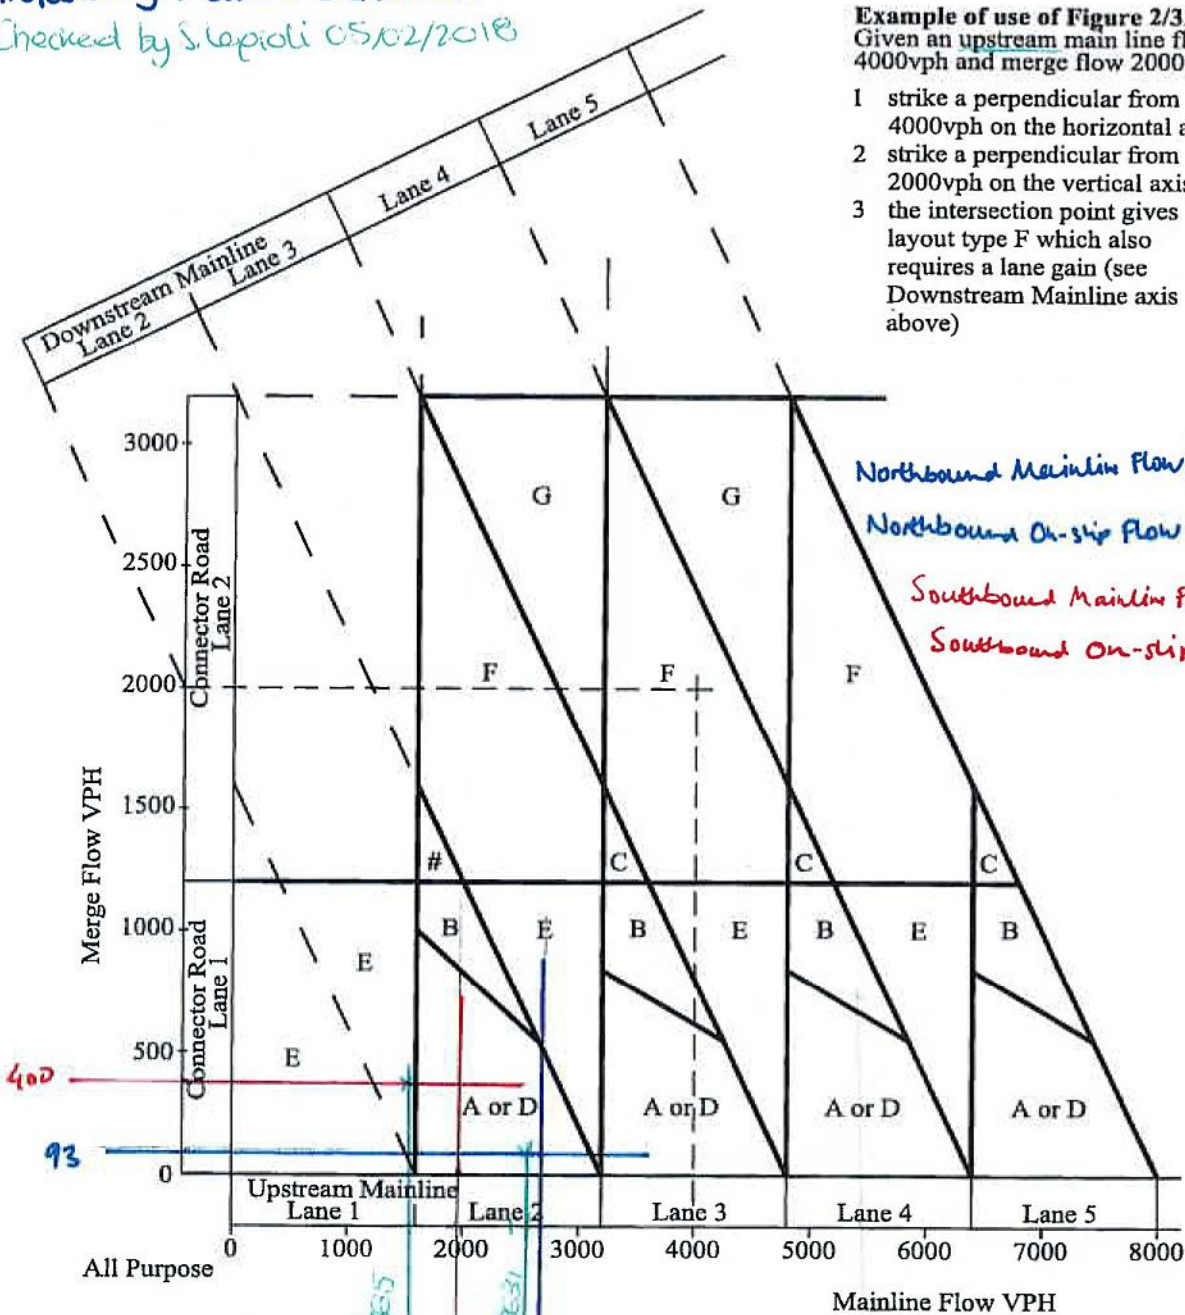 Checked by S. Lepioli 05/02/2018
Example of use of Figure 2/3
Given an upstream main line fl
4000vph and merge flow 2000
1 strike a perpendicular from
4000vph on the horizontal a
2 strike a perpendicular from
2000vph on the vertical axis
3 the intersection point gives
layout type F which also
requires a lane gain (see
Downstream Mainline axis
above)
Downstream Mainline
Lane 2
Lane 3
Lane 4
Lane 5
Northbound Mainline Flow
Northbound On-slip Flow
Southbound Mainline F
Southbound On-slip
Merge Flow VPH
3000
2500
2000
1500
1000
500
0
Connector Road
Lane 2
Connector Road
Lane 1
G
G
F
F
F
#
C
C
C
B
E
B
E
B
E
B
E
E
A or D
A or D
A or D
A or D
400
93
Upstream Mainline
Lane 1
Lane 2
Lane 3
Lane 4
Lane 5
0
1000
2000
3000
4000
5000
6000
7000
8000
All Purpose
Mainline Flow VPH